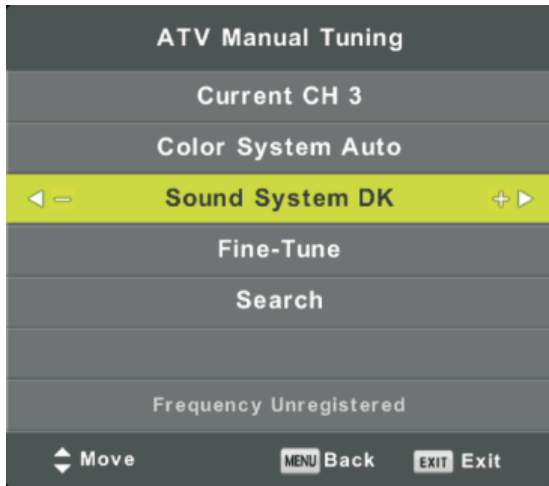 ATV Manual Tuning
Current CH 3
Color System Auto
Sound System DK
Fine-Tune
Search
Frequency Unregistered
Move MENU Back EXIT Exit